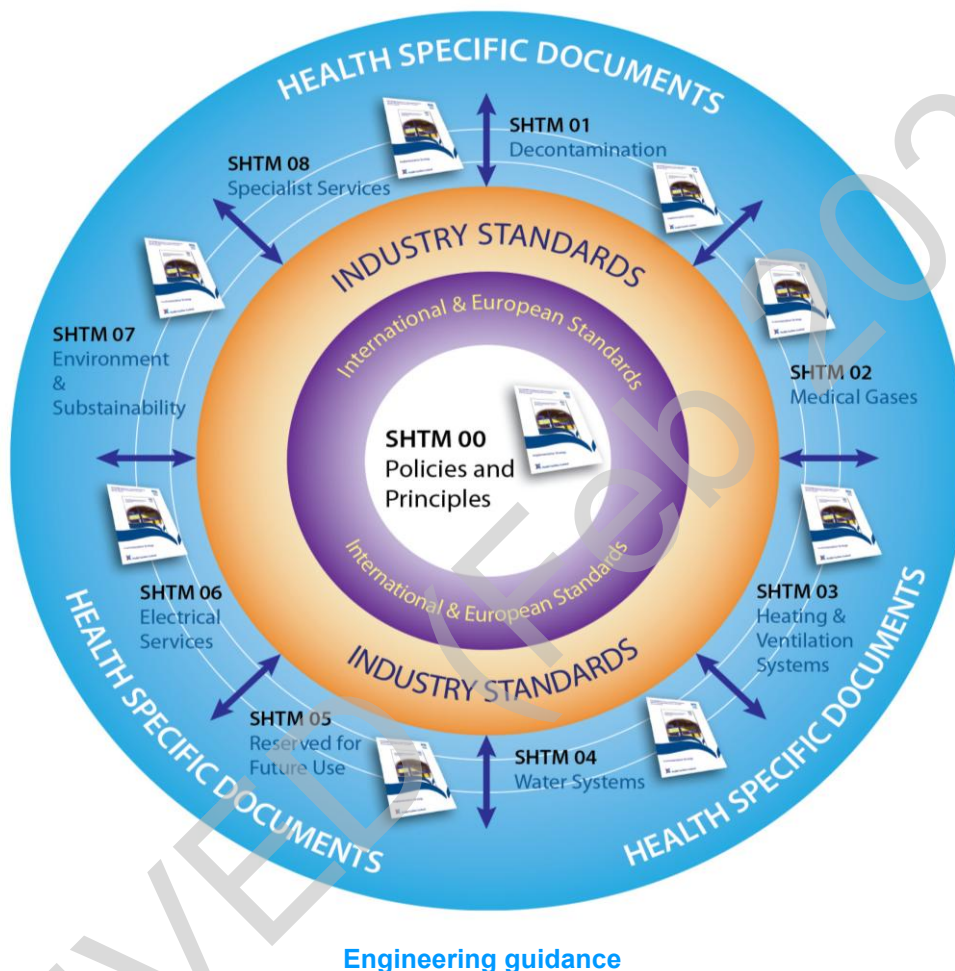 HEALTH SPECIFIC DOCUMENTS
SHTM 01
Decontamination
SHTM 08
Specialist Services
INDUSTRY STANDARDS
International & European Standards
SHTM 07
Environment
&
Substainability
SHTM 02
Medical Gases
SHTM 00
Policies and
Principles
International & European Standards
INDUSTRY STANDARDS
SHTM 06
Electrical
Services
SHTM 03
Heating &
Ventilation
Systems
SHTM 05
Reserved for
Future Use
SHTM 04
Water Systems
HEALTH SPECIFIC DOCUMENTS
HEALTH SPECIFIC DOCUMENTS
Engineering guidance